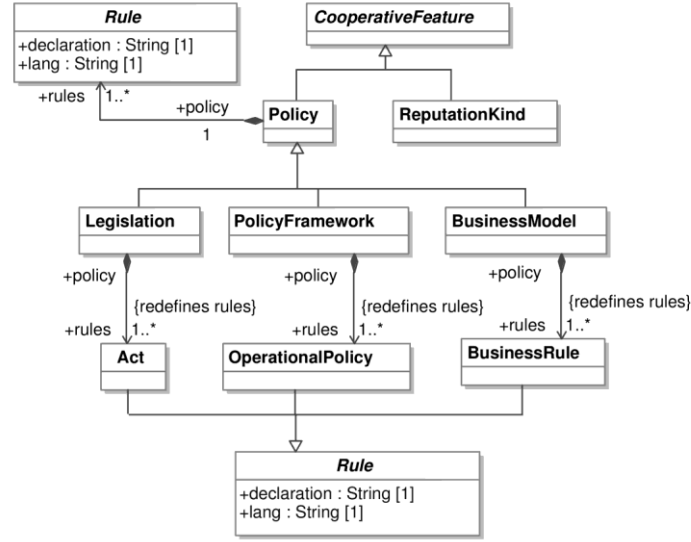 Rule
+declaration : String [1]
+lang : String [1]
CooperativeFeature
+rules 1..*
+policy
1
Policy
ReputationKind
Legislation
PolicyFramework
BusinessModel
+policy
+policy
+policy
{redefines rules}
{redefines rules}
{redefines rules}
+rules 1..*
+rules 1..*
+rules 1..*
Act
OperationalPolicy
BusinessRule
Rule
+declaration : String [1]
+lang : String [1]